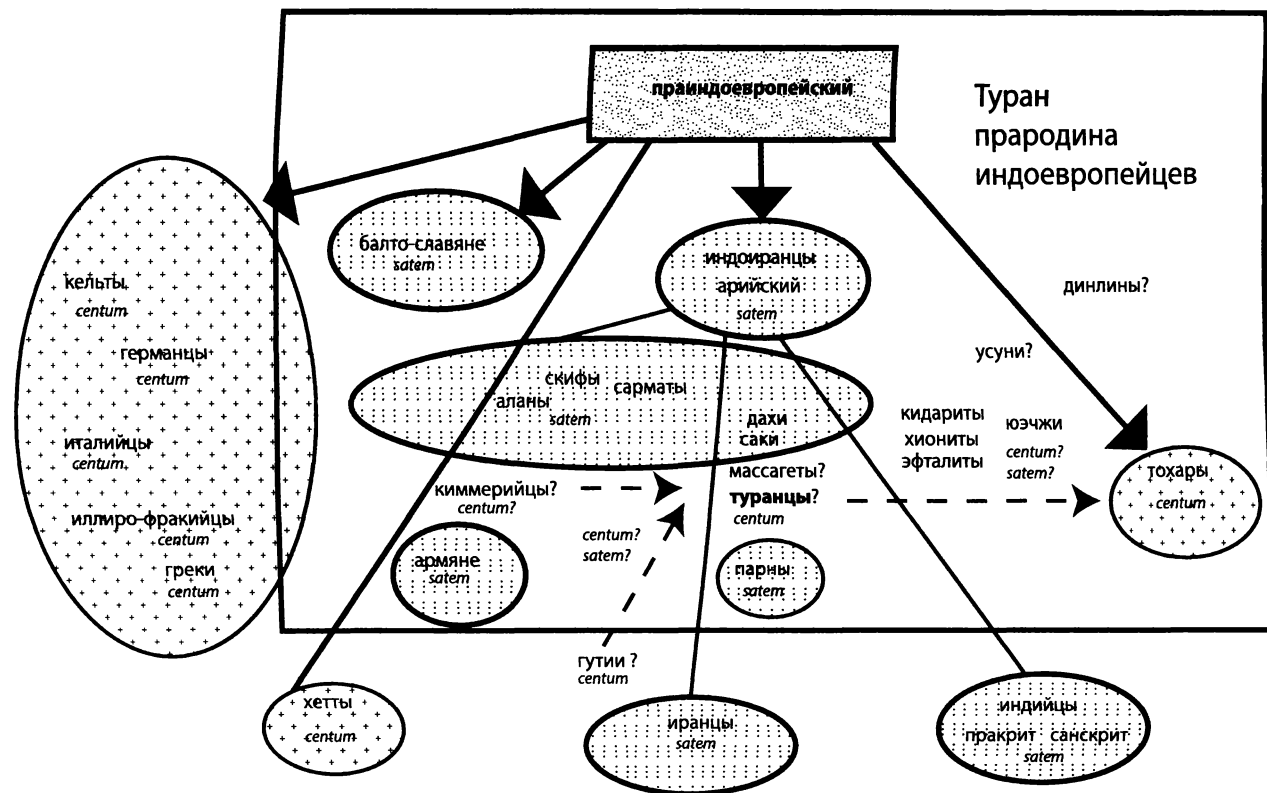 праиндоевропейский
Туран
прародина
индоевропейцев
балто-славяне
satem
индоиранцы
арийский
satem
кельты
centum
германцы
centum
италийцы
centum
иллиро-фракийцы
centum
греки
centum
динлины?
усуни?
скифы
сарматы
аланы
satem
дахи
саки
кидариты
хиониты
эфталиты
юэчжи
centum?
satem?
тохары
centum
массагеты?
туранцы?
centum
киммерийцы?
centum?
centum?
satem?
армяне
satem
парны
satem
гутии ?
centum
хетты
centum
иранцы
satem
индийцы
пракрит санскрит
satem